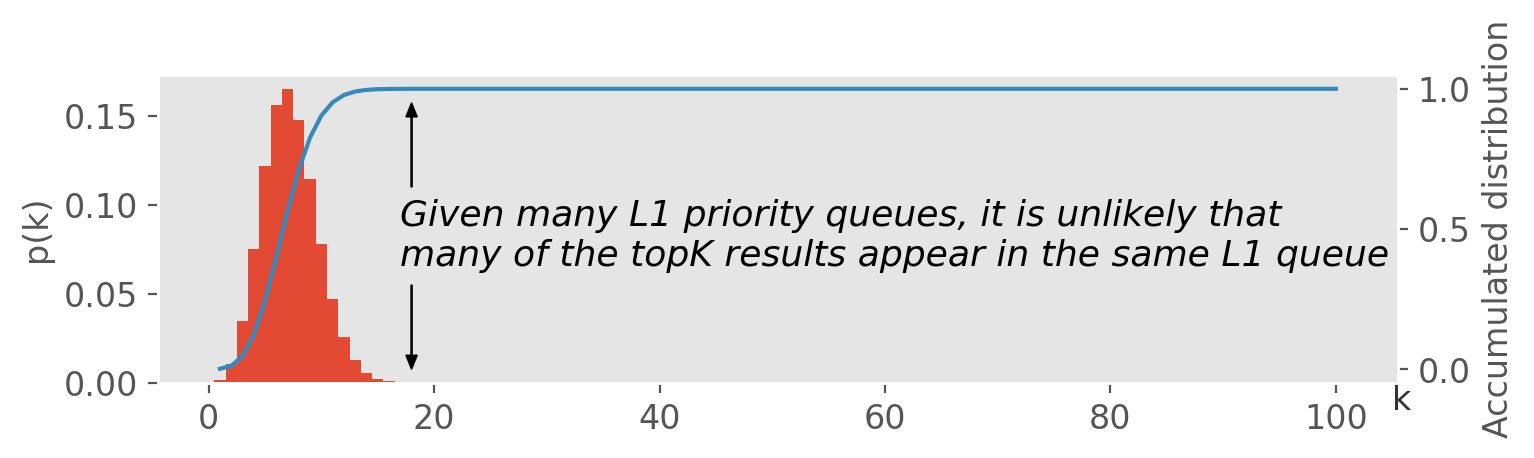 Accumulated distribution
p(k)
0.15
0.10
0.05
0.00
1.0
0.5
0.0
Given many L1 priority queues, it is unlikely that
many of the topK results appear in the same L1 queue
0 20 40 60 80 100
k